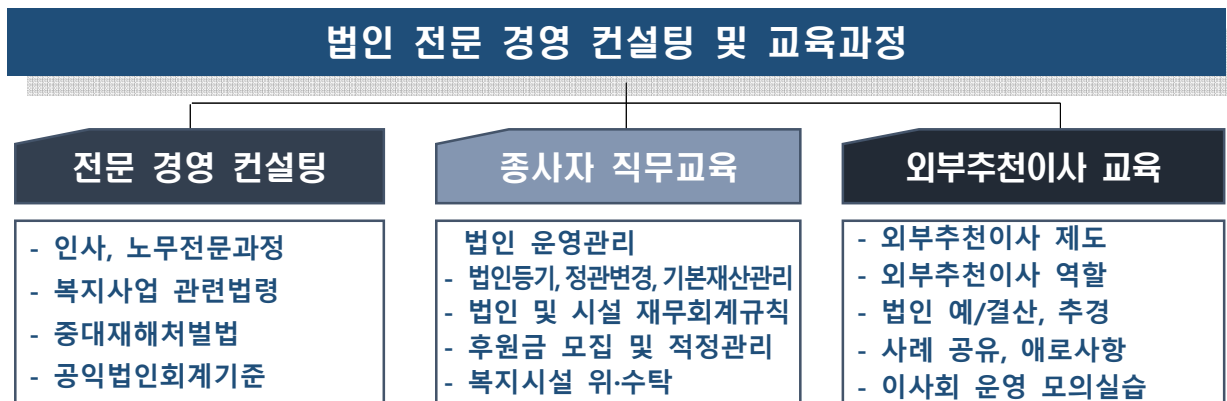 법인 전문 경영 컨설팅 및 교육과정
전문 경영 컨설팅
- 인사, 노무전문과정
- 복지사업 관련법령
- 중대재해처벌법
- 공익법인회계기준
종사자 직무교육
법인 운영관리
- 법인등기, 정관변경, 기본재산관리
- 법인 및 시설 재무회계규칙
- 후원금 모집 및 적정관리
- 복지시설 위·수탁
외부추천이사 교육
- 외부추천이사 제도
- 외부추천이사 역할
- 법인 예/결산, 추경
- 사례 공유, 애로사항
- 이사회 운영 모의실습